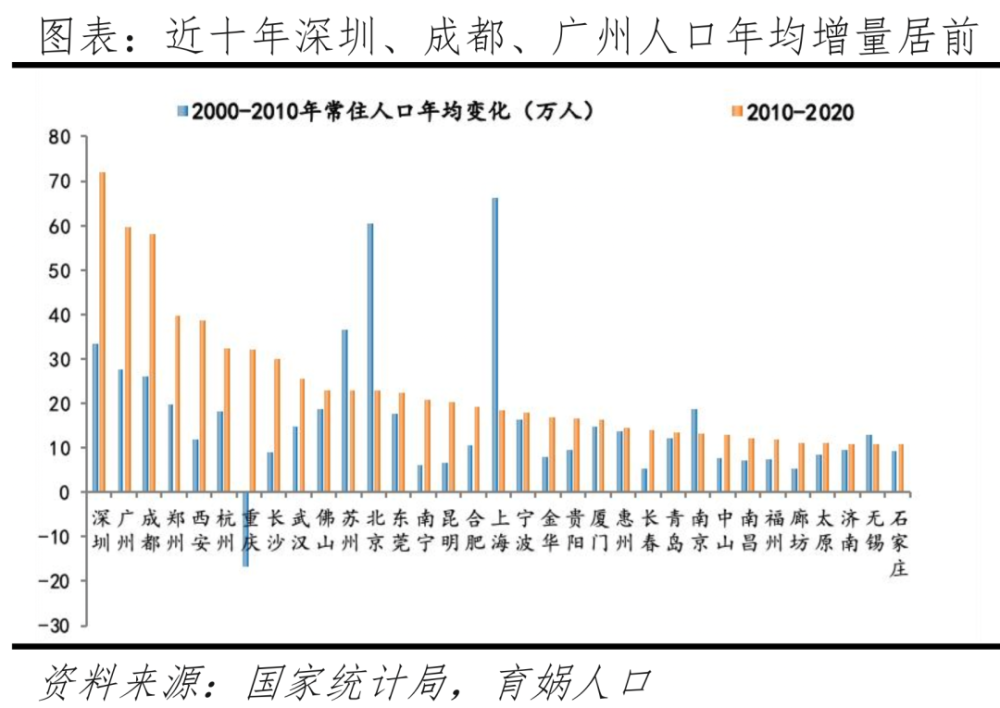 图表：近十年深圳、成都、广州人口年均增量居前
2000-2010年常住人口年均变化（万人）
2010-2020
80
70
60
50
40
30
20
10
0
-10
-20
-30
深圳
广州
成都
郑州
西安
杭州
重庆
长沙
武汉
佛山
苏州
北京
东莞
南宁
昆明
合肥
上海
宁波
金华
贵阳
厦门
惠州
长春
青岛
南京
中山
南昌
福州
廊坊
太原
济南
无锡
石家庄
资料来源：国家统计局，育娲人口